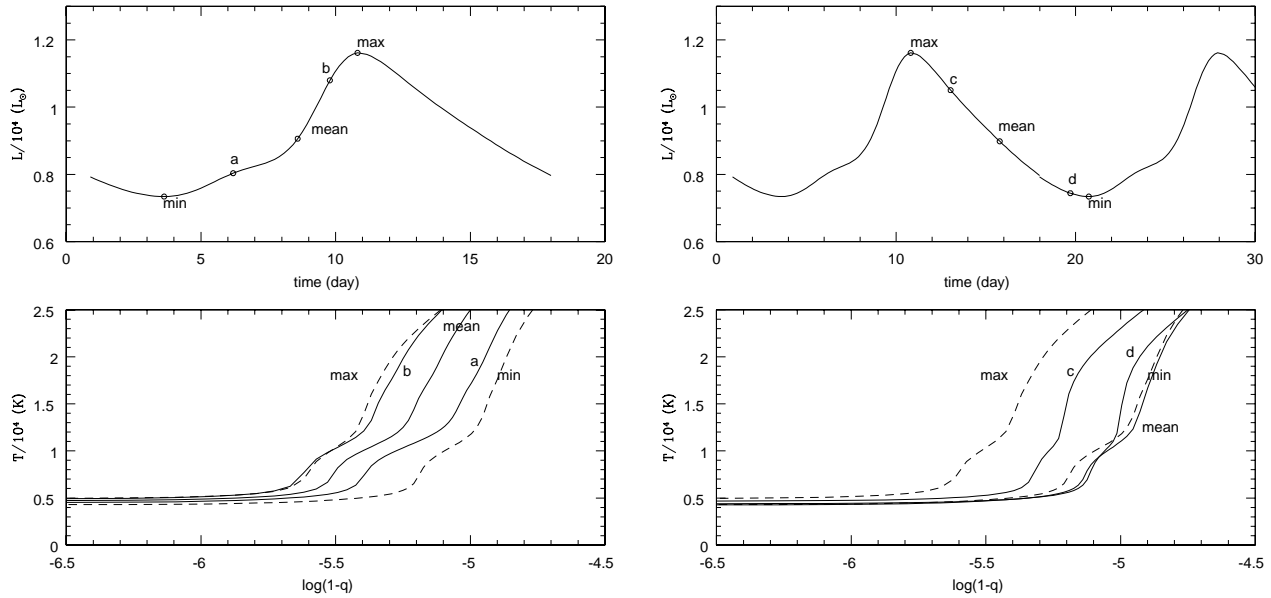 1.2
1
0.8
0.6
L/10⁴ (L☉)
max
b
mean
a
min
0 5 10 15 20
time (day)
1.2
1
0.8
0.6
L/10⁴ (L☉)
max
c
mean
d
min
0 10 20 30
time (day)
2.5
2
1.5
1
0.5
0
T/10⁴ (K)
mean
a
max
b
min
-6.5 -6 -5.5 -5 -4.5
log(1-q)
2.5
2
1.5
1
0.5
0
T/10⁴ (K)
d
max
c
min
mean
-6.5 -6 -5.5 -5 -4.5
log(1-q)